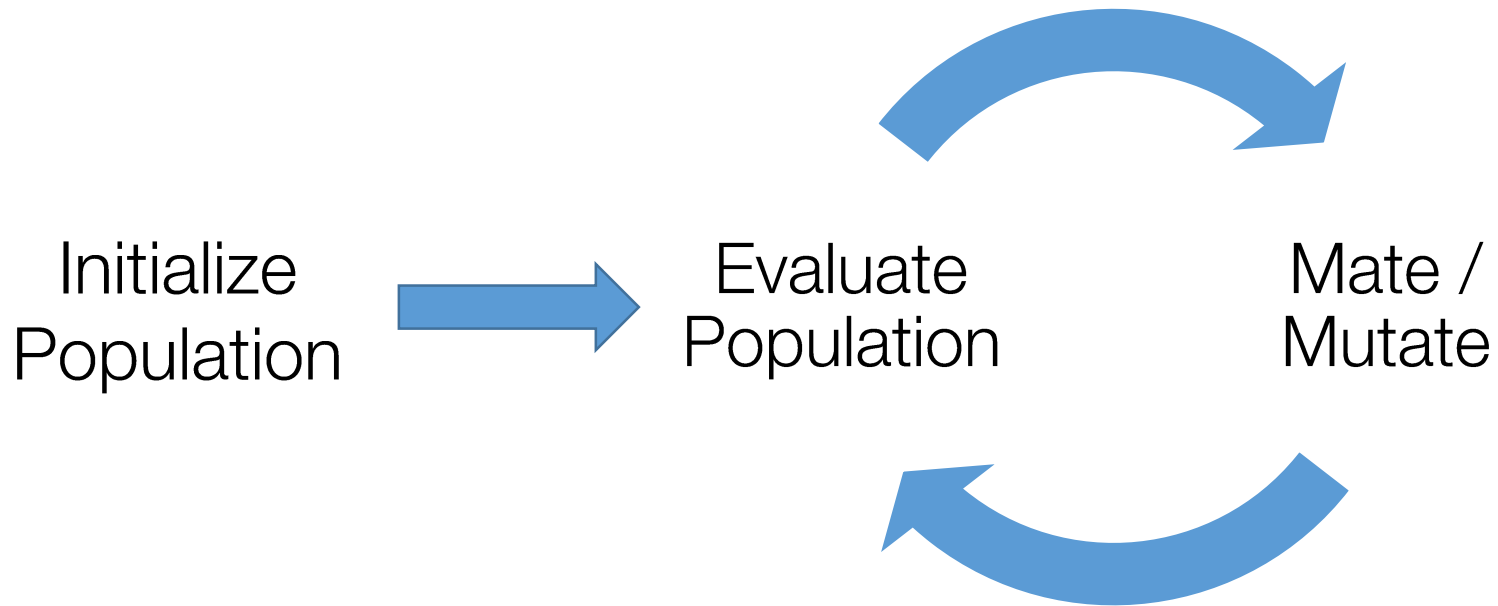 Initialize
Population
Evaluate
Population
Mate /
Mutate